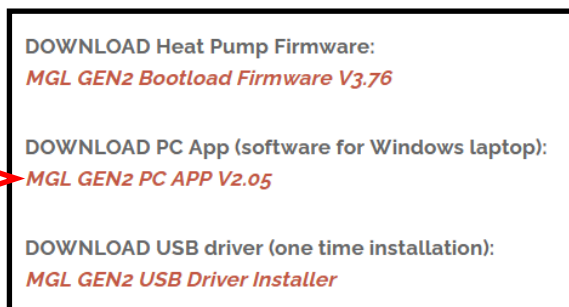 DOWNLOAD Heat Pump Firmware:
MGL GEN2 Bootload Firmware V3.76
DOWNLOAD PC App (software for Windows laptop):
MGL GEN2 PC APP V2.05
DOWNLOAD USB driver (one time installation):
MGL GEN2 USB Driver Installer